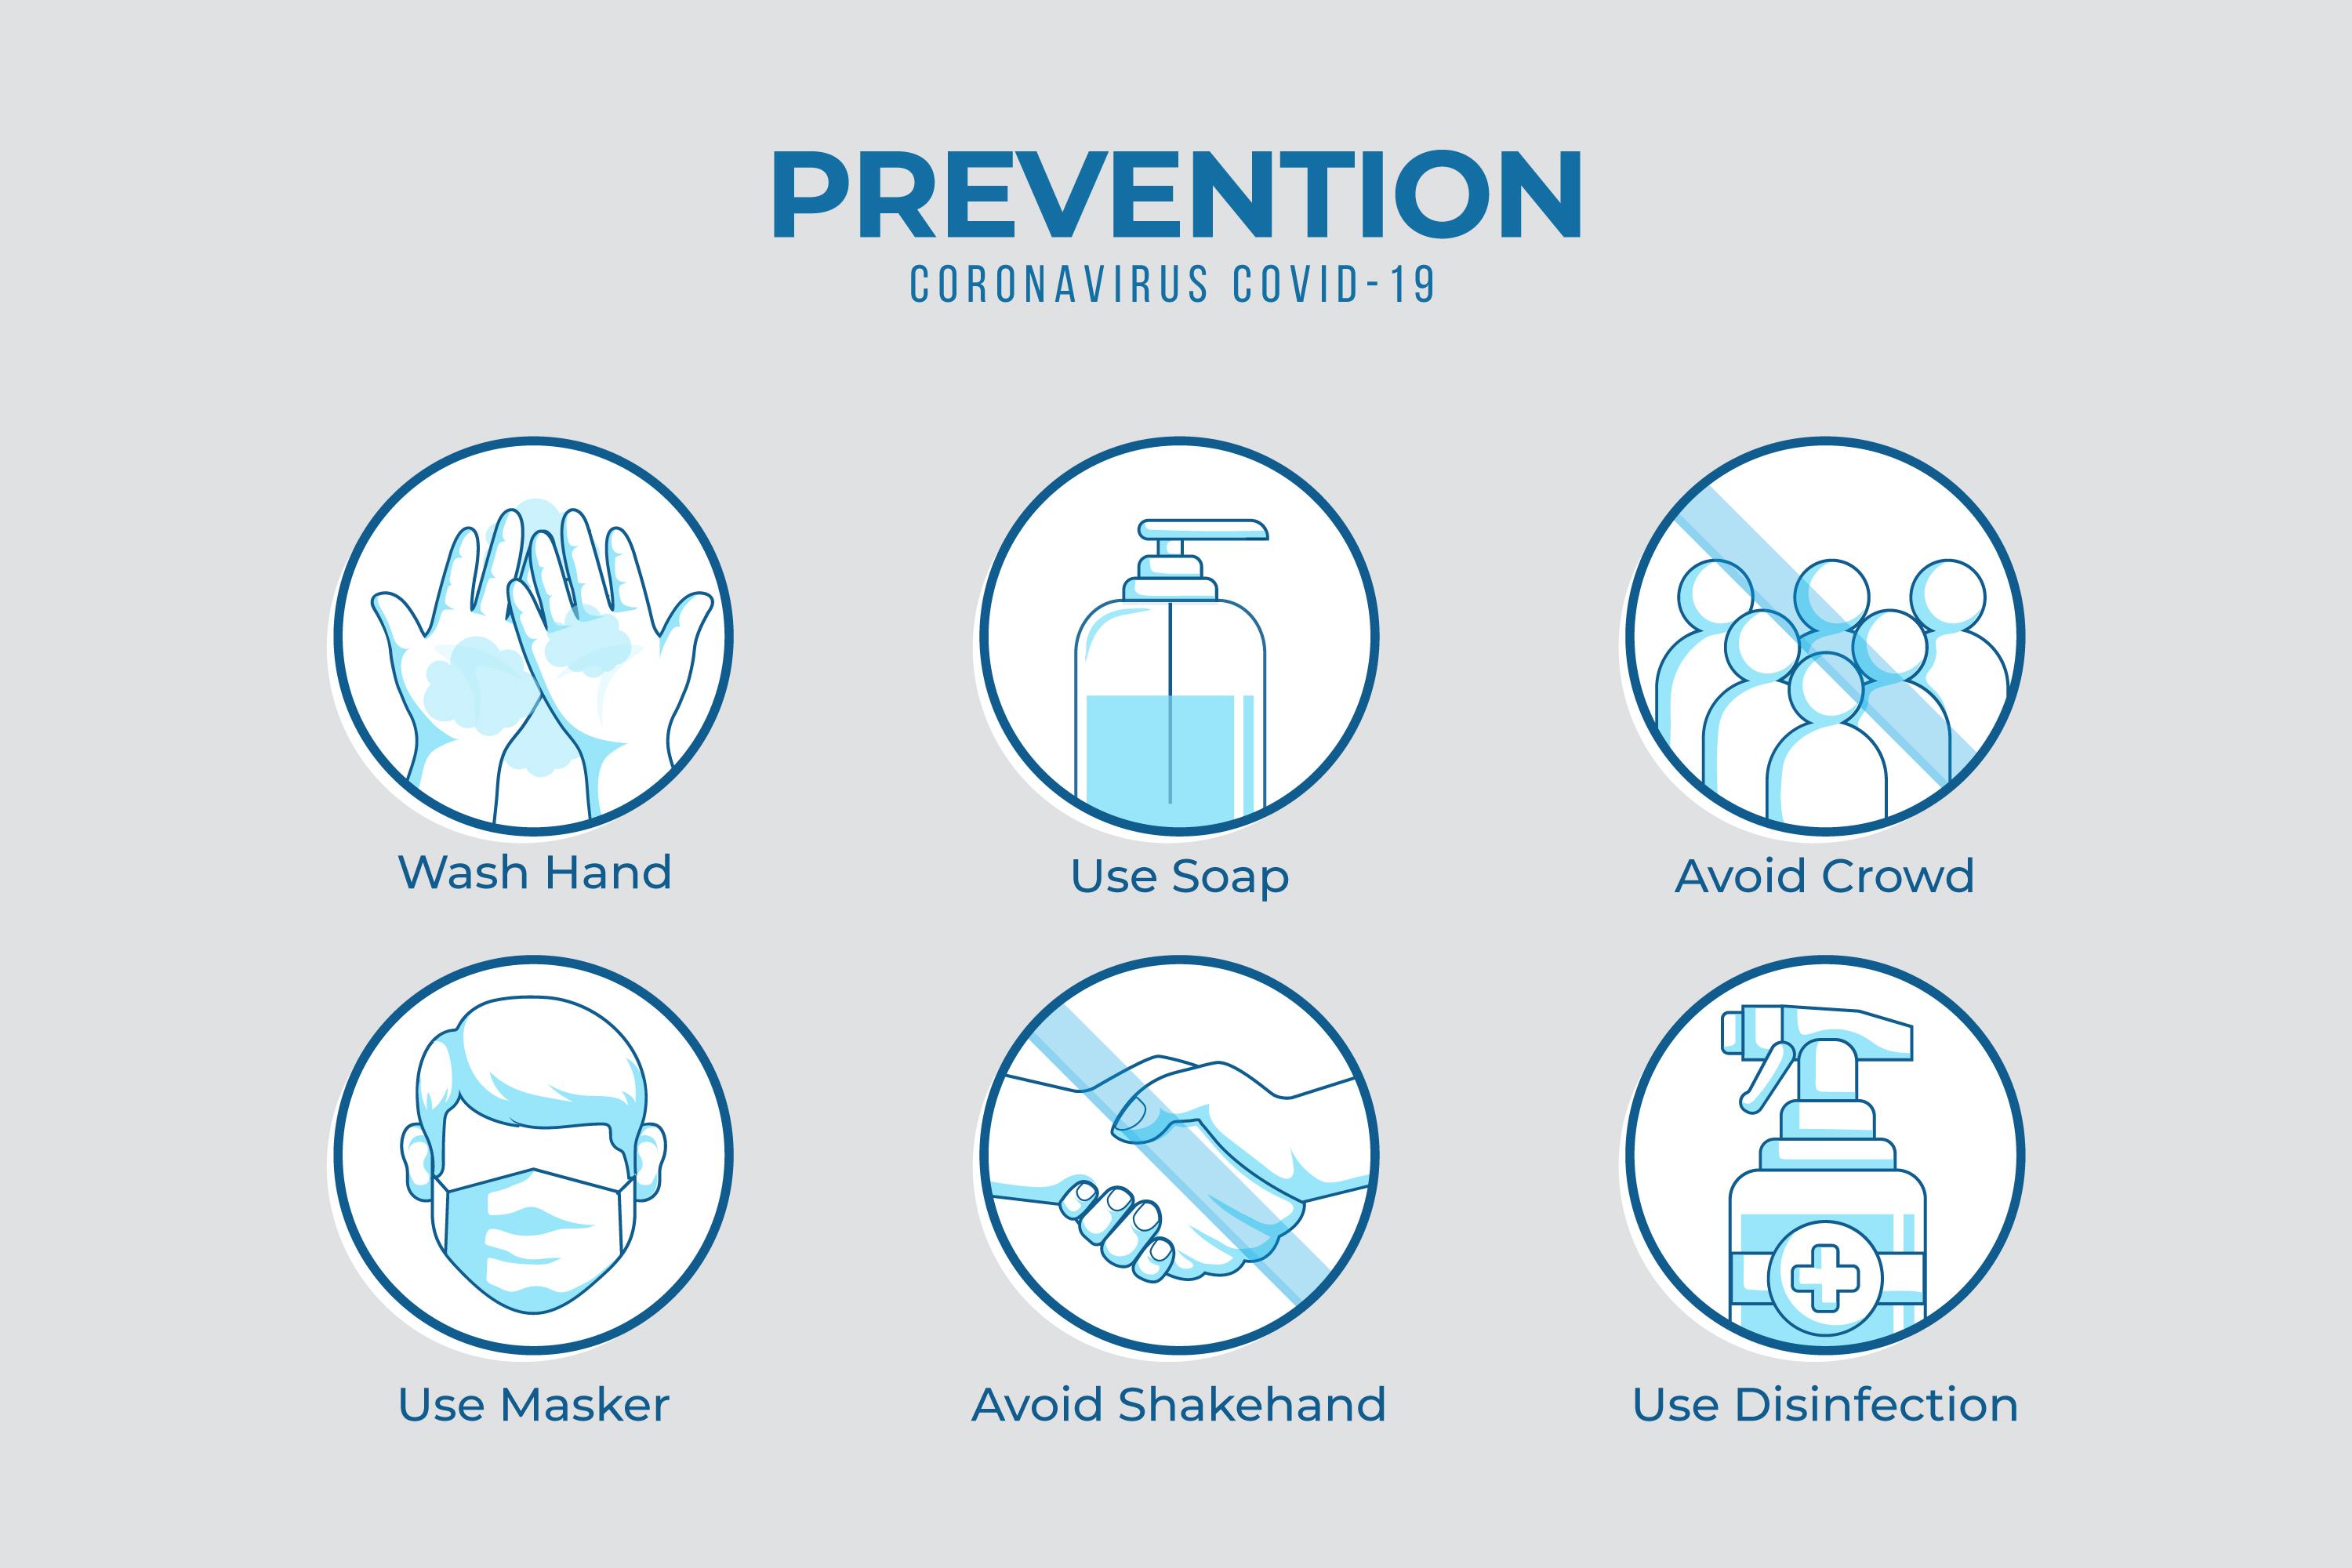 PREVENTION
CORONAVIRUS COVID-19
Wash Hand
Use Soap
Avoid Crowd
Use Masker
Avoid Shakehand
Use Disinfection